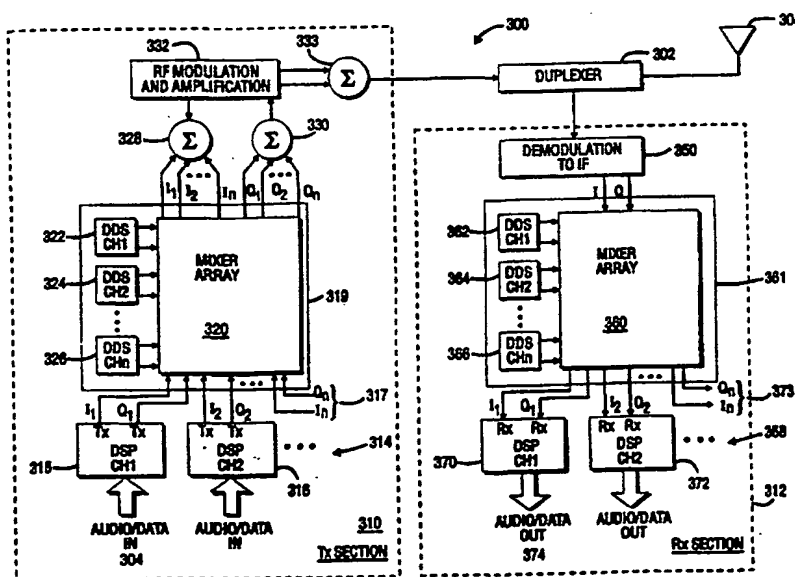 332
RF MODULATION
AND AMPLIFICATION
333
Σ
300
302
DUPLEXER
30
328
Σ
Σ
330
I1
I2
In
Q1
Q2
Qn
DEMODULATION
TO IF
350
I
Q
322
DDS
CH1
324
DDS
CH2
326
DDS
CHn
MIXER
ARRAY
320
319
362
DDS
CH1
364
DDS
CH2
366
DDS
CHn
MIXER
ARRAY
360
361
I1
Q1
I2
Q2
Qn
In
317
I1
Q1
I2
Q2
Qn
In
373
Tx
Tx
DSP
CH1
315
Tx
Tx
DSP
CH2
316
314
Rx
Rx
DSP
CH1
370
Rx
Rx
DSP
CH2
372
368
AUDIO/DATA
IN
304
AUDIO/DATA
IN
310
Tx SECTION
AUDIO/DATA
OUT
374
AUDIO/DATA
OUT
312
Rx SECTION